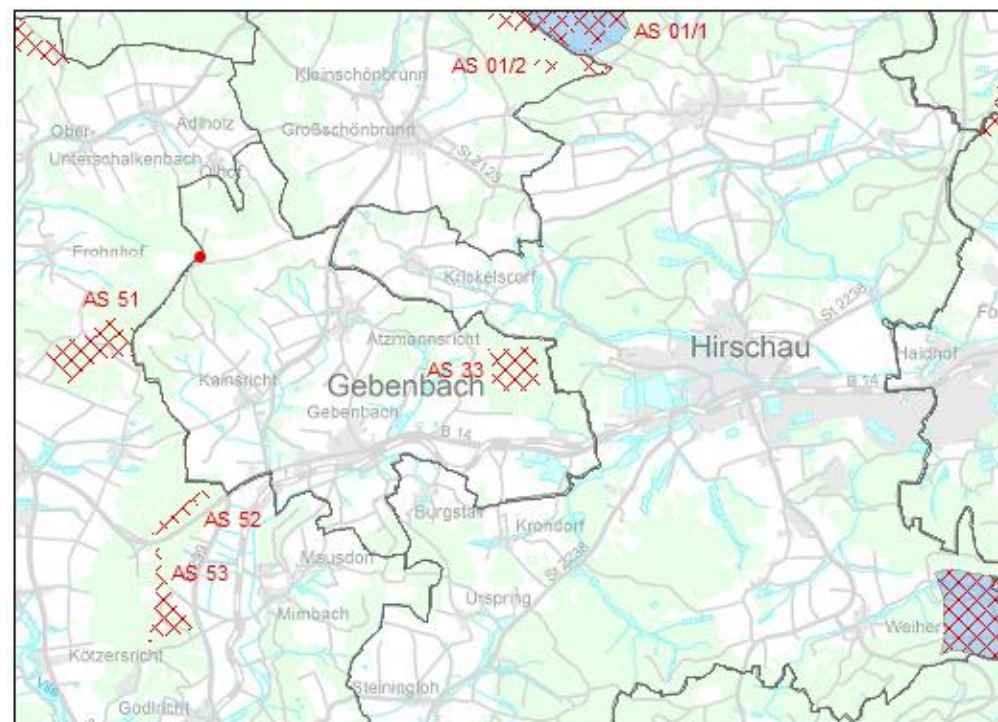 AS 01/1
AS 01/2
Kleinschönbrunn
Adlholz
Großschönbrunn
Ober-
Unterschalkenbach
Ölhof
St 2123
Frohnhof
Krickelsdorf
AS 51
St 2238
Atzmannsricht
Hirschau
Haidhof
AS 33
Kainsricht
Gebenbach
B 14
Gebenbach
B 14
AS 52
Burgstall
Krondorf
Mausdorf
St 2238
AS 53
Urspring
Mimbach
Weiher
Kötzersricht
Steiningloh
Vils
Godlricht